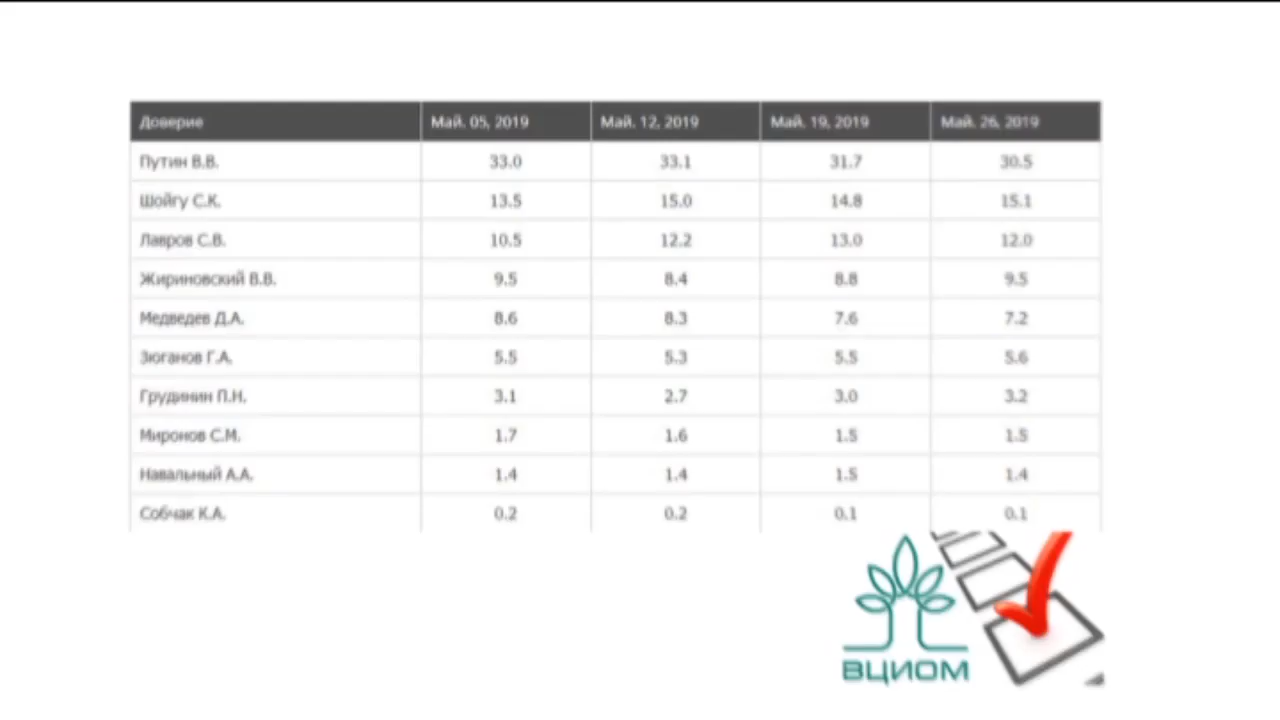 Доверие Май. 05, 2019 Май. 12, 2019 Май. 19, 2019 Май. 26, 2019
Путин В.В. 33.0 33.1 31.7 30.5
Шойгу С.К. 13.5 15.0 14.8 15.1
Лавров С.В. 10.5 12.2 13.0 12.0
Жириновский В.В. 9.5 8.4 8.8 9.5
Медведев Д.А. 8.6 8.3 7.6 7.2
Зюганов Г.А. 5.5 5.3 5.5 5.6
Грудинин П.Н. 3.1 2.7 3.0 3.2
Миронов С.М. 1.7 1.6 1.5 1.5
Навальный А.А. 1.4 1.4 1.5 1.4
Собчак К.А. 0.2 0.2 0.1 0.1
ВЦИОМ